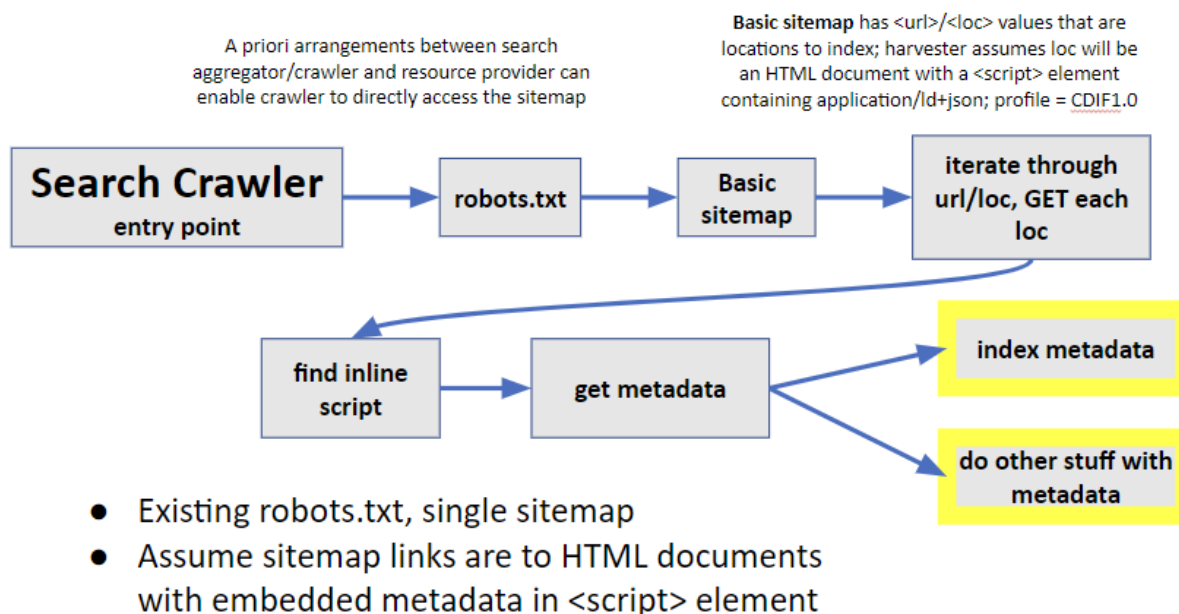 A priori arrangements between search
aggregator/crawler and resource provider can
enable crawler to directly access the sitemap
Basic sitemap has <url>/<loc> values that are
locations to index; harvester assumes loc will be
an HTML document with a <script> element
containing application/ld+json; profile = CDIF1.0
Search Crawler
entry point
robots.txt
Basic
sitemap
iterate through
url/loc, GET each
loc
find inline
script
get metadata
index metadata
do other stuff with
metadata
● Existing robots.txt, single sitemap
● Assume sitemap links are to HTML documents
with embedded metadata in <script> element